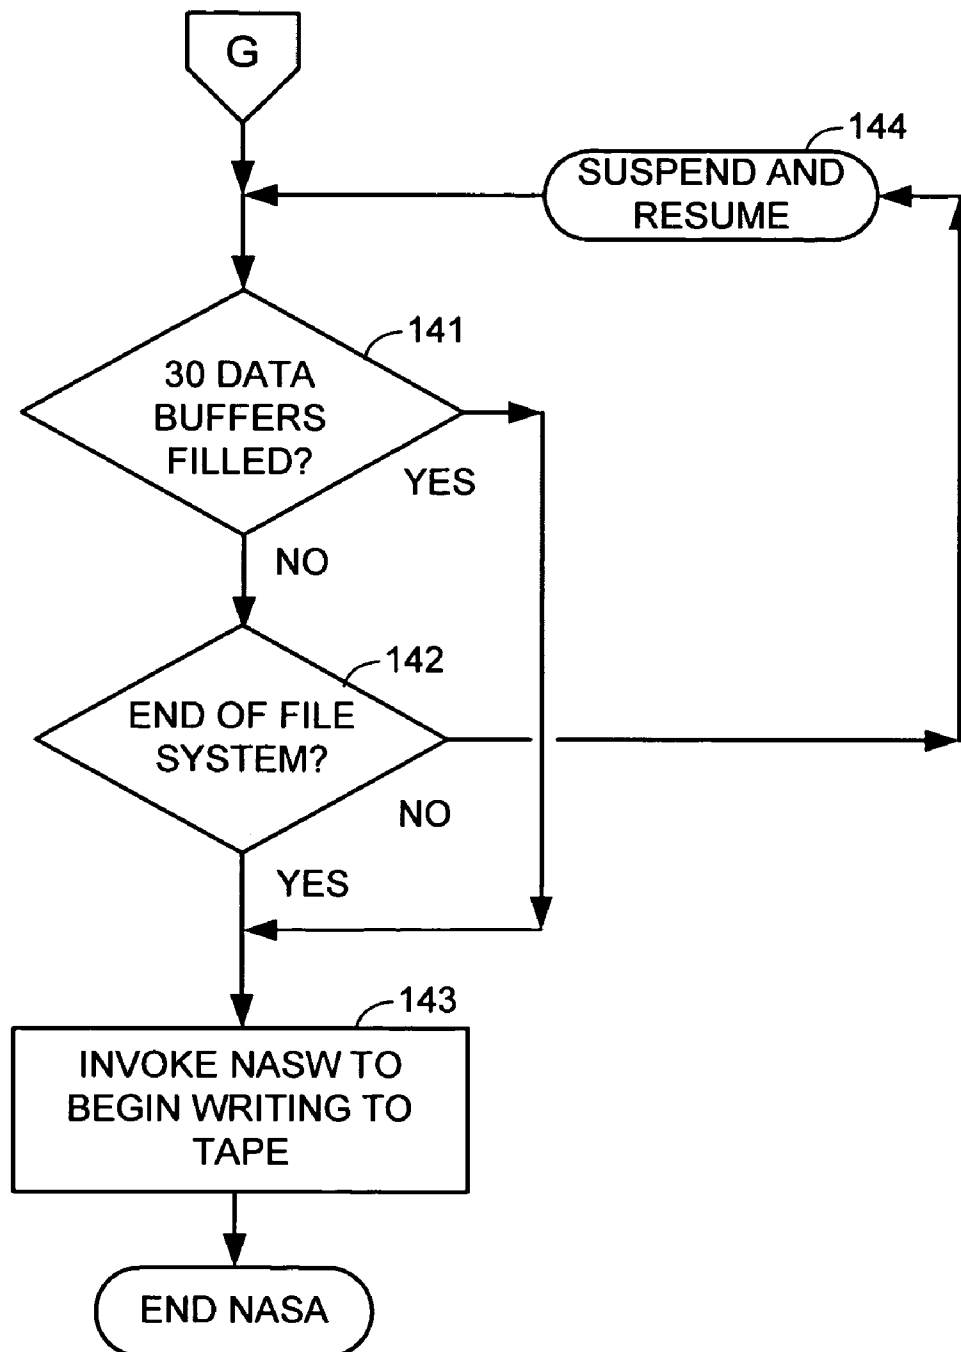 G
144
SUSPEND AND
RESUME
141
30 DATA
BUFFERS
FILLED?
YES
NO
142
END OF FILE
SYSTEM?
NO
YES
143
INVOKE NASW TO
BEGIN WRITING TO
TAPE
END NASA